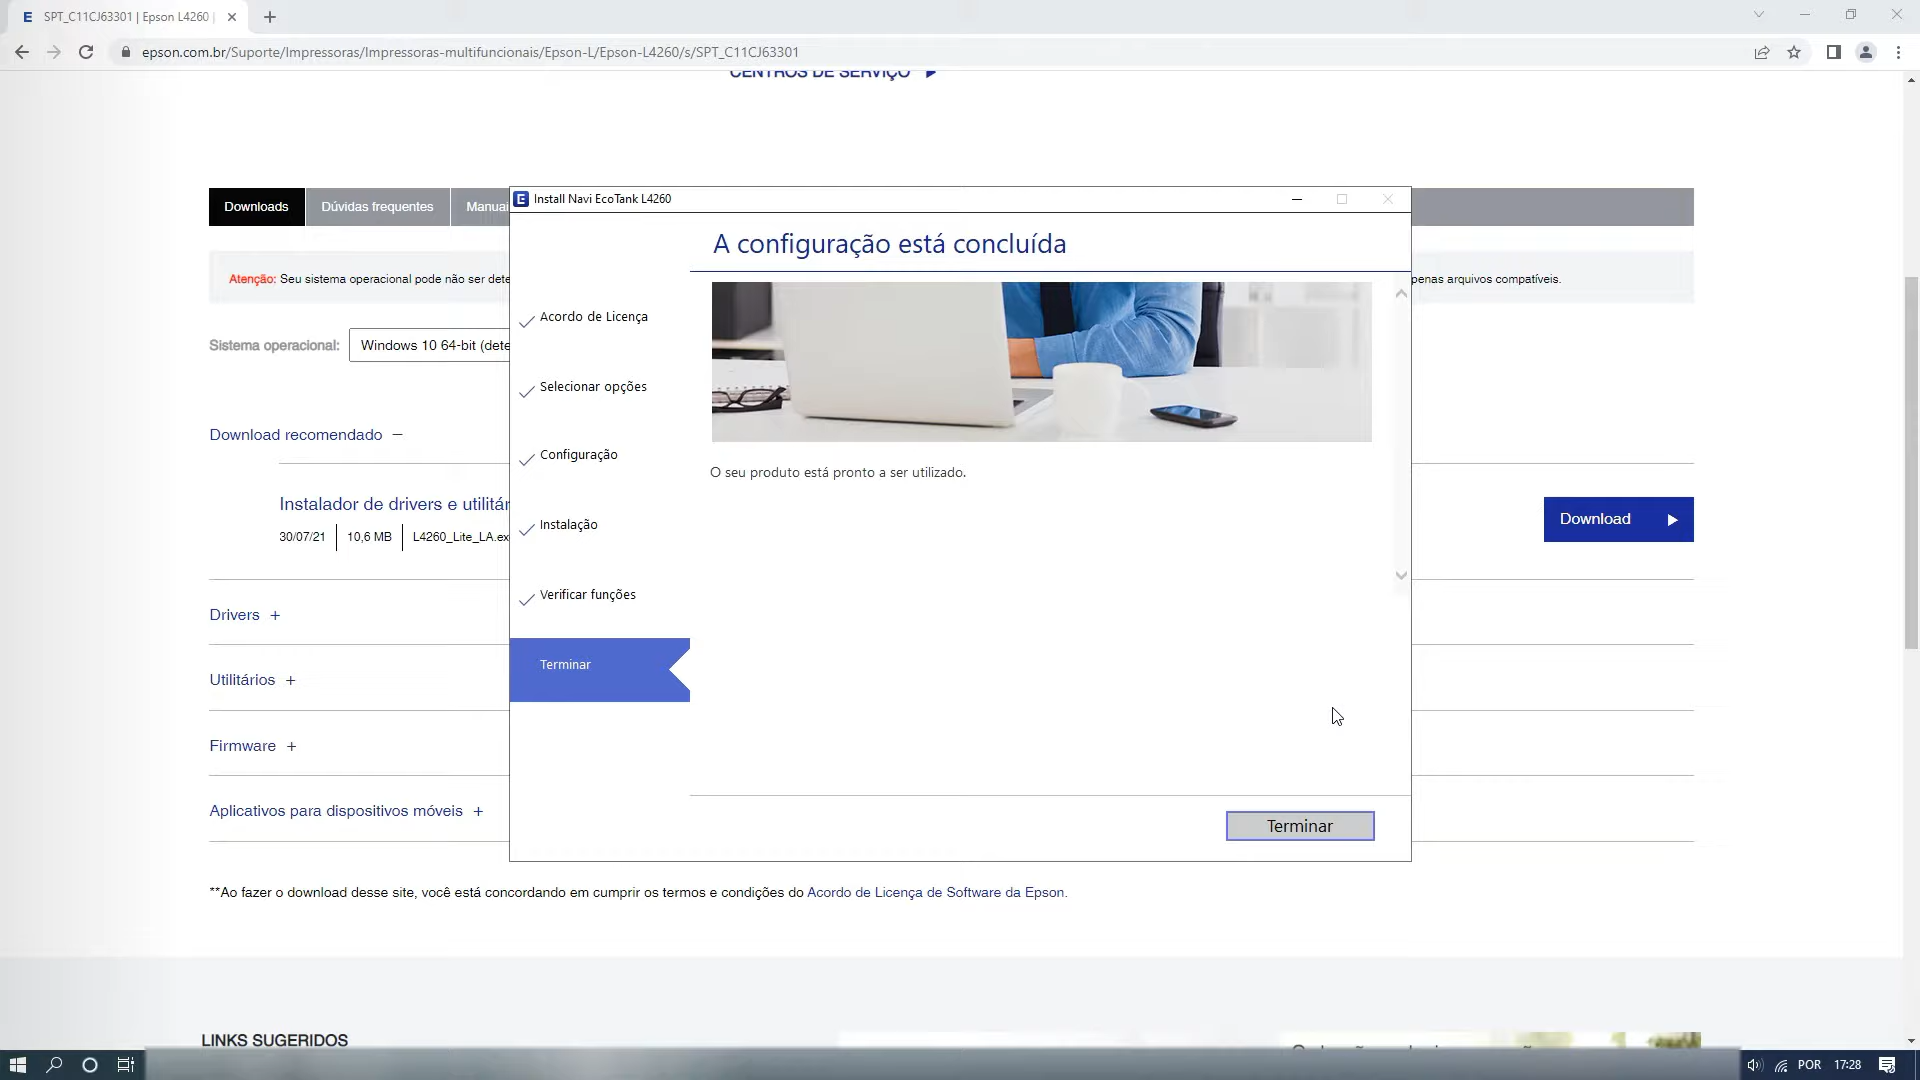 SPT_C11CJ63301 | Epson L4260 |
epson.com.br/Suporte/Impressoras/Impressoras-multifuncionais/Epson-L/Epson-L4260/s/SPT_C11CJ63301
CENTROS DE SERVIÇO
Downloads
Dúvidas frequentes
Install Navi EcoTank L4260
A configuração está concluída
Atenção: Seu sistema operacional pode não ser
arquivos compatíveis.
Acordo de Licença
Sistema operacional:
Windows 10 64-bit
Selecionar opções
Download recomendado −
Configuração
O seu produto está pronto a ser utilizado.
Instalador de drivers e
30/07/21
10,6 MB
Instalação
Download
Verificar funções
Drivers +
Terminar
Utilitários +
Firmware +
Aplicativos para dispositivos móveis +
Terminar
**Ao fazer o download desse site, você está concordando em cumprir os termos e condições do Acordo de Licença de Software da Epson.
LINKS SUGERIDOS
POR
17:28